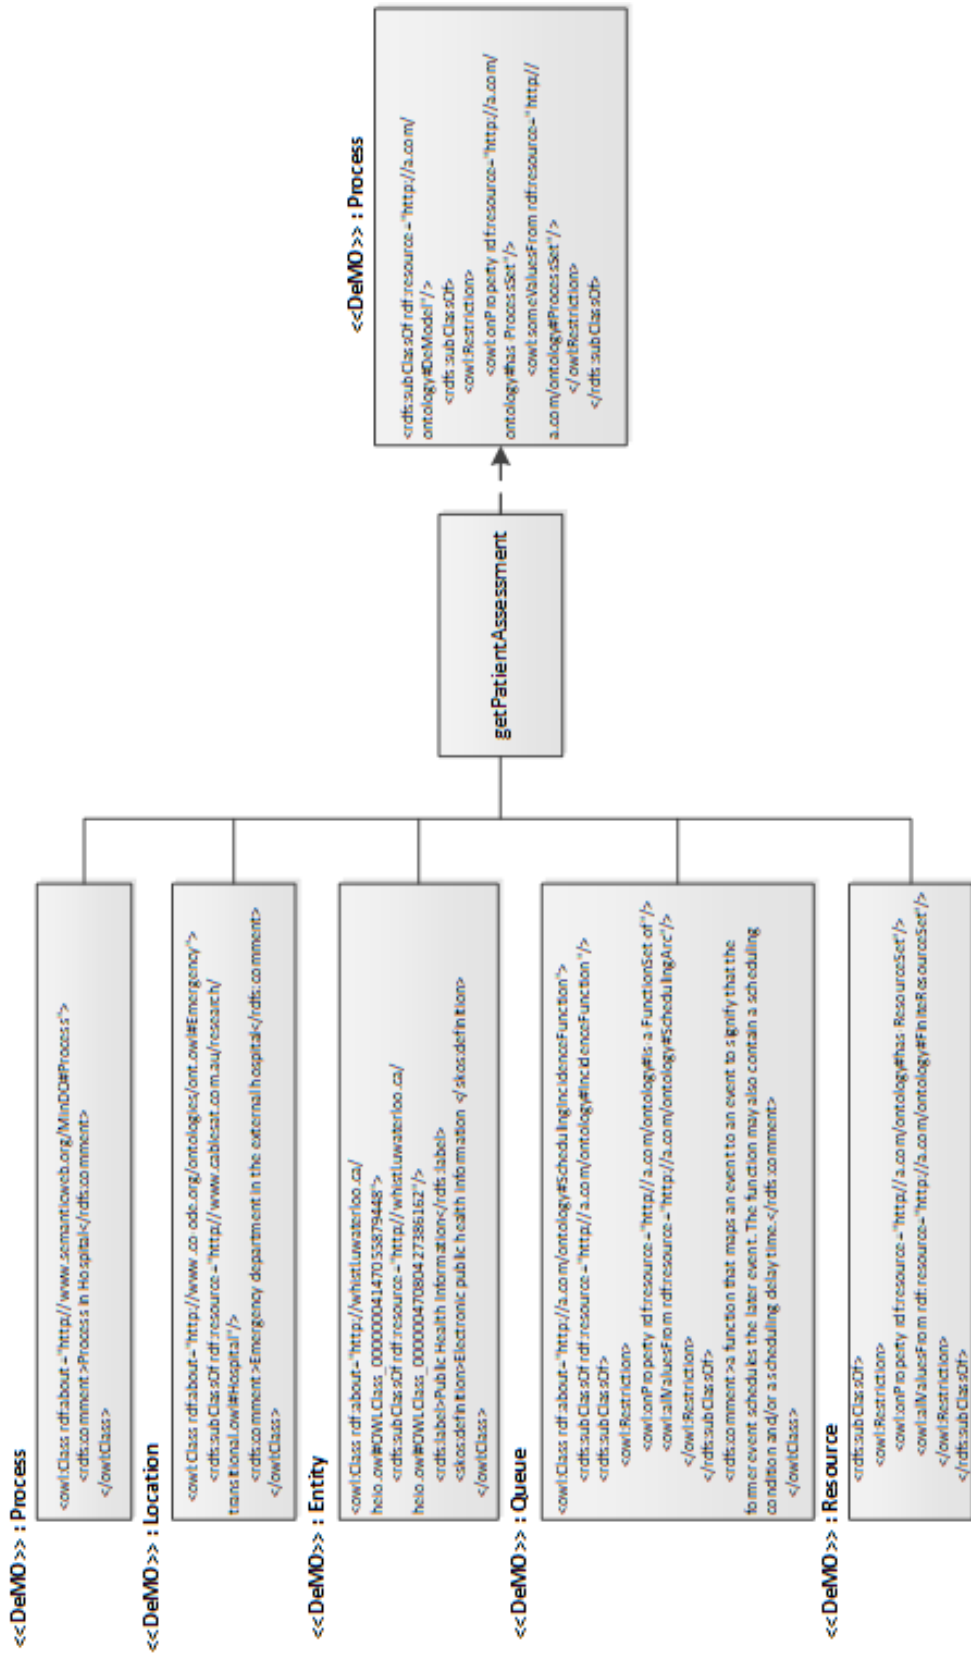 <<DeMO>> : Process
<owl:Class rdf:about="http//www.semanticweb.org/MinDO#Process">
<rdfs:comment>Process in Hospital</rdfs:comment>
</owl:Class>
<<DeMO>> : Location
<owl:Class rdf:about="http://www.co-ode.org/ontologies/ont.owl#Emergency">
<rdfs:subClassOf rdf:resource="http://www.cablesat.com.au/research/
transitional.owl#Hospital"/>
<rdfs:comment>Emergency department in the external hospital</rdfs:comment>
</owl:Class>
<<DeMO>> : Entity
<owl:Class rdf:about="http://whistl.uwaterloo.ca/
helo.owl#OWLClass_00000041470558 79448">
<rdfs:subClassOf rdf:resource="http://whistl.uwaterloo.ca/
helo.owl#OWLClass_0000047080427386162"/>
<rdfs:label>Public Health Information</rdfs:label>
<skos:definition>Electronic public health information </skos:definition>
</owl:Class>
<<DeMO>> : Queue
<owl:Class rdf:about="http://a.com/ontology#SchedulingIncidenceFunction">
<rdfs:subClassOf rdf:resource="http://a.com/ontology#IncidenceFunction"/>
<rdfs:subClassOf>
<owl:Restriction>
<owl:onProperty rdf:resource="http://a.com/ontology#is-a-FunctionSet of"/>
<owl:allValuesFrom rdf:resource="http://a.com/ontology#SchedulingArc"/>
</owl:Restriction>
</rdfs:subClassOf>
<rdfs:comment>a function that maps an event to an event to signify that the
former event schedules the later event. The function may also contain a scheduling
condition and/or a scheduling delay time.</rdfs:comment>
</owl:Class>
<<DeMO>> : Resource
<rdfs:subClassOf>
<owl:Restriction>
<owl:onProperty rdf:resource="http://a.com/ontology#has-ResourceSet"/>
<owl:allValuesFrom rdf:resource="http://a.com/ontology#FiniteResourceSet"/>
</owl:Restriction>
</rdfs:subClassOf>
getPatientAssessment
<<DeMO>> : Process
<rdfs:subClassOf rdf:resource="http://a.com/
ontology#DeModel"/>
<rdfs:subClassOf>
<owl:Restriction>
<owl:onProperty rdf:resource="http://a.com/
ontology#has-ProcessSet"/>
<owl:someValuesFrom rdf:resource="http://
a.com/ontology#ProcessSet"/>
</owl:Restriction>
</rdfs:subClassOf>